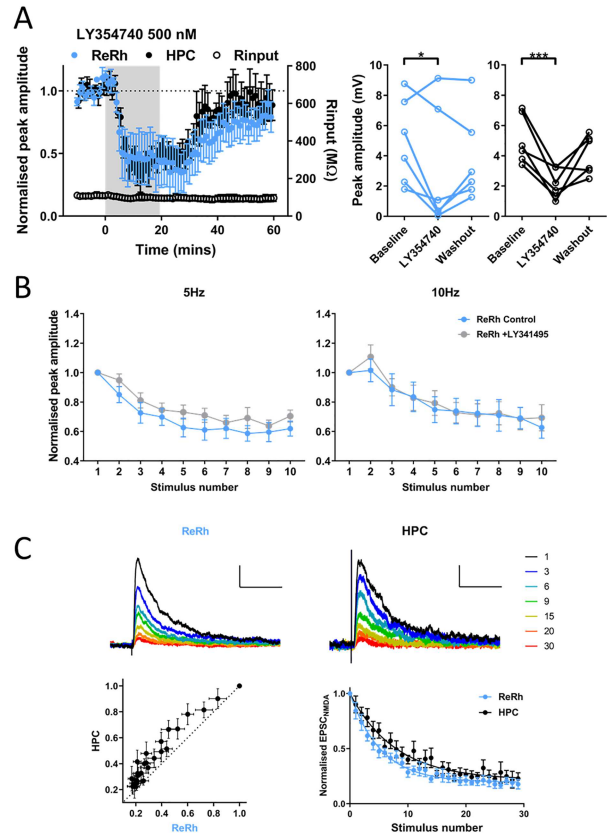 A
LY354740 500 nM
ReRh HPC Rinput
Normalised peak amplitude
1.0
0.5
0.0
0 20 40 60
Time (mins)
800
600
400
200
0
Rinput (MΩ)
Peak amplitude (mV)
10
8
6
4
2
0
*
Baseline
LY354740
Washout
10
8
6
4
2
0
***
Baseline
LY354740
Washout
B
5Hz
Normalised peak amplitude
1.4
1.2
1.0
0.8
0.6
0.4
1 2 3 4 5 6 7 8 9 10
Stimulus number
10Hz
ReRh Control
ReRh +LY341495
1.4
1.2
1.0
0.8
0.6
0.4
1 2 3 4 5 6 7 8 9 10
Stimulus number
C
ReRh
HPC
1
3
6
9
15
20
30
HPC
1.0
0.8
0.6
0.4
0.2
0.2 0.4 0.6 0.8 1.0
ReRh
Normalised EPSCNMDA
1.0
0.5
0.0
0 10 20 30
Stimulus number
ReRh
HPC